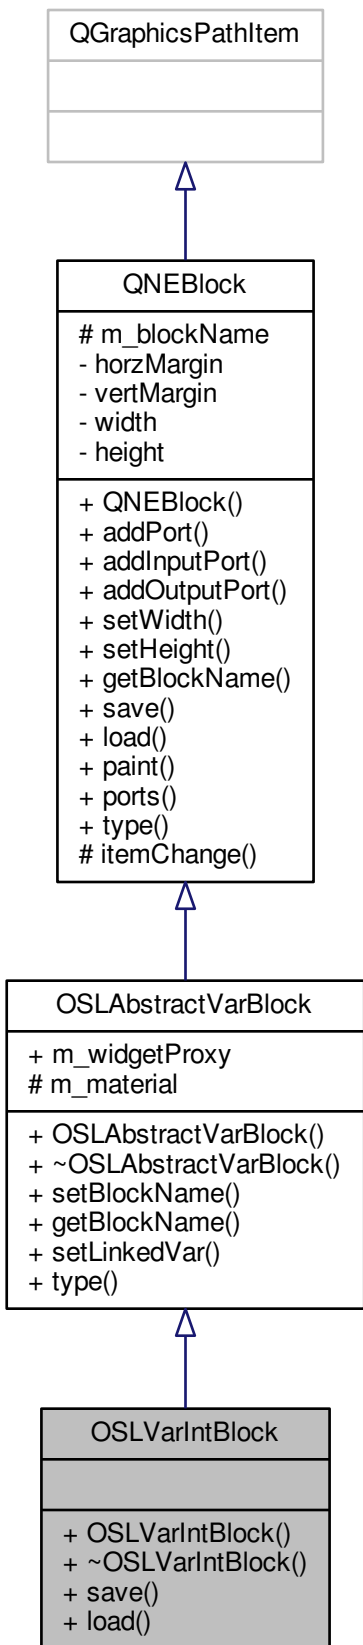 QGraphicsPathItem
QNEBlock
# m_blockName
- horzMargin
- vertMargin
- width
- height
+ QNEBlock()
+ addPort()
+ addInputPort()
+ addOutputPort()
+ setWidth()
+ setHeight()
+ getBlockName()
+ save()
+ load()
+ paint()
+ ports()
+ type()
# itemChange()
OSLAbstractVarBlock
+ m_widgetProxy
# m_material
+ OSLAbstractVarBlock()
+ ~OSLAbstractVarBlock()
+ setBlockName()
+ getBlockName()
+ setLinkedVar()
+ type()
OSLVarIntBlock
+ OSLVarIntBlock()
+ ~OSLVarIntBlock()
+ save()
+ load()